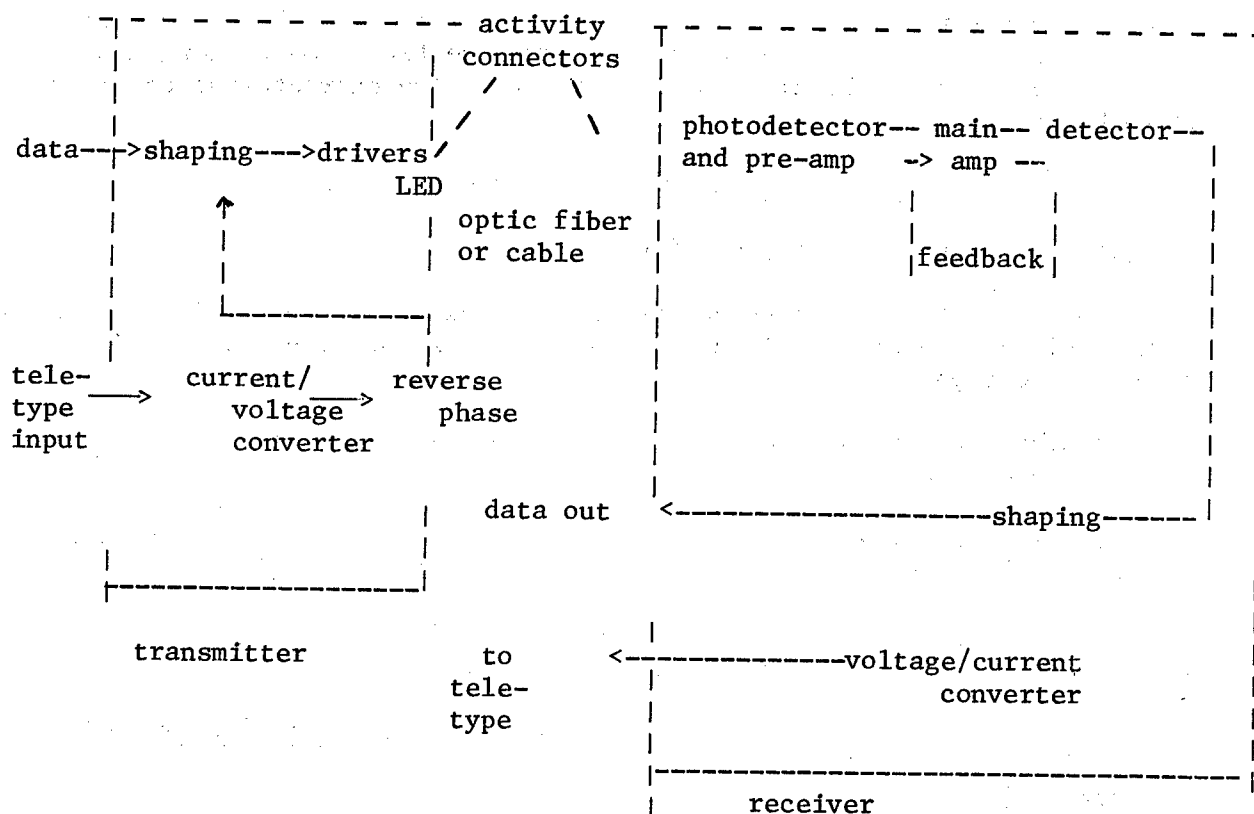 activity
connectors
data shaping drivers
LED
optic fiber
or cable
photodetector main detector
and pre-amp amp
feedback
tele-
type
input
current/
voltage
converter
reverse
phase
data out
shaping
transmitter
to
tele-
type
voltage/current
converter
receiver